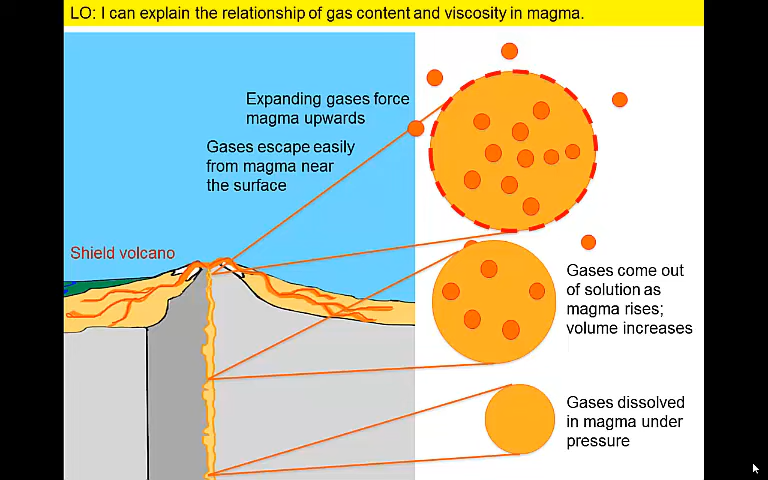 LO: I can explain the relationship of gas content and viscosity in magma.
Expanding gases force
magma upwards
Gases escape easily
from magma near
the surface
Shield volcano
Gases come out
of solution as
magma rises;
volume increases
Gases dissolved
in magma under
pressure